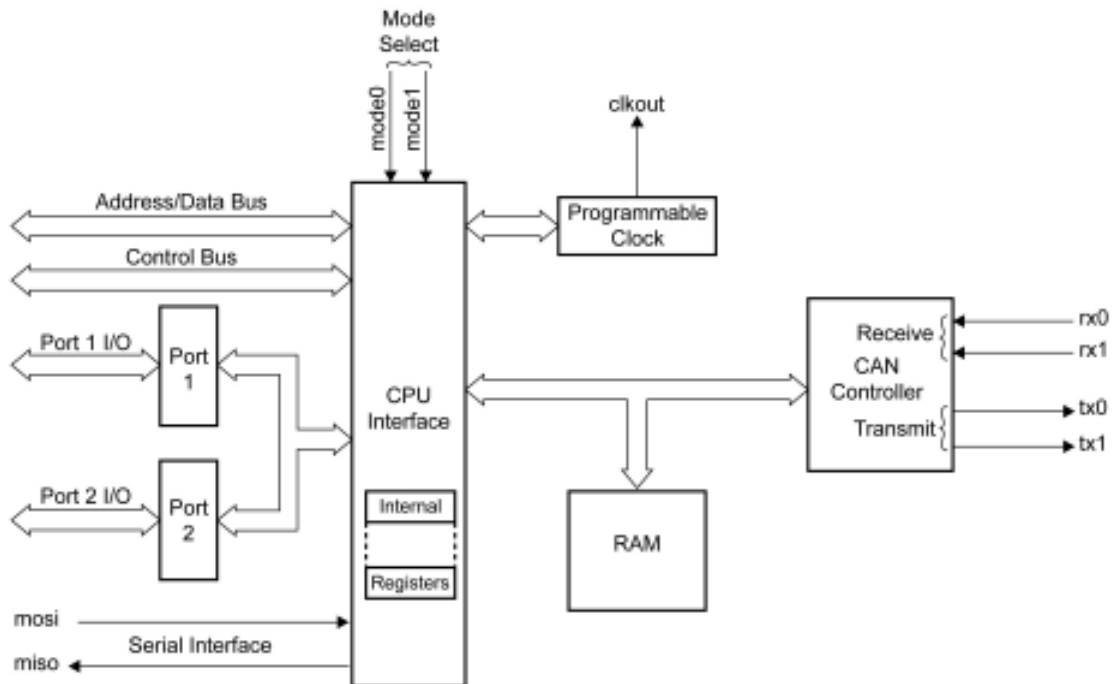 Mode
Select
mode0
mode1
clkout
Address/Data Bus
Programmable
Clock
Control Bus
Port 1 I/O
Port
1
Receive
rx0
rx1
CAN
Controller
Transmit
tx0
tx1
CPU
Interface
Port 2 I/O
Port
2
Internal
RAM
Registers
mosi
Serial Interface
miso